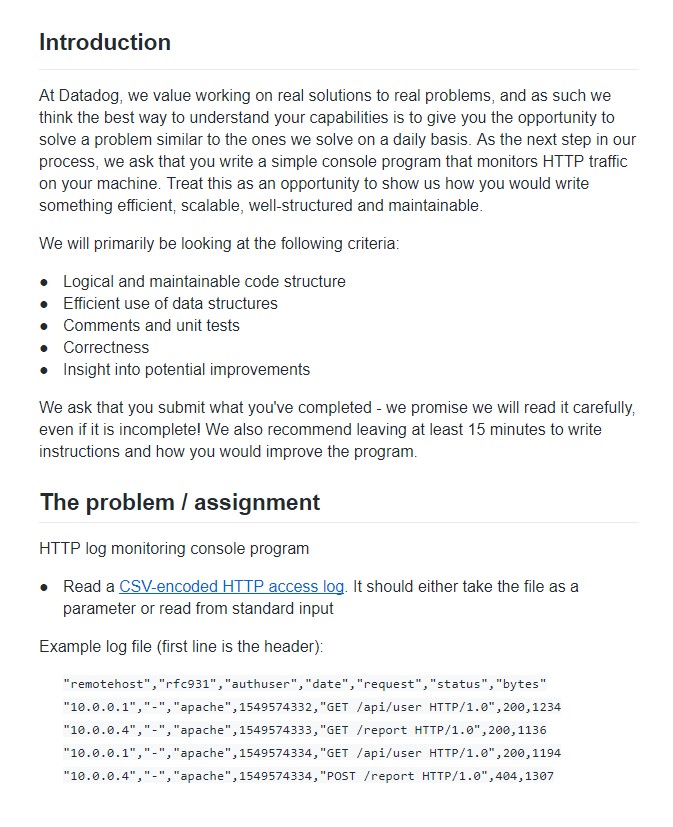 Introduction
At Datadog, we value working on real solutions to real problems, and as such we
think the best way to understand your capabilities is to give you the opportunity to
solve a problem similar to the ones we solve on a daily basis. As the next step in our
process, we ask that you write a simple console program that monitors HTTP traffic
on your machine. Treat this as an opportunity to show us how you would write
something efficient, scalable, well-structured and maintainable.
We will primarily be looking at the following criteria:
● Logical and maintainable code structure
● Efficient use of data structures
● Comments and unit tests
● Correctness
● Insight into potential improvements
We ask that you submit what you've completed - we promise we will read it carefully,
even if it is incomplete! We also recommend leaving at least 15 minutes to write
instructions and how you would improve the program.
The problem / assignment
HTTP log monitoring console program
● Read a CSV-encoded HTTP access log. It should either take the file as a
parameter or read from standard input
Example log file (first line is the header):
"remotehost","rfc931","authuser","date","request","status","bytes"
"10.0.0.1","-","apache",1549574332,"GET /api/user HTTP/1.0",200,1234
"10.0.0.4","-","apache",1549574333,"GET /report HTTP/1.0",200,1136
"10.0.0.1","-","apache",1549574334,"GET /api/user HTTP/1.0",200,1194
"10.0.0.4","-","apache",1549574334,"POST /report HTTP/1.0",404,1307